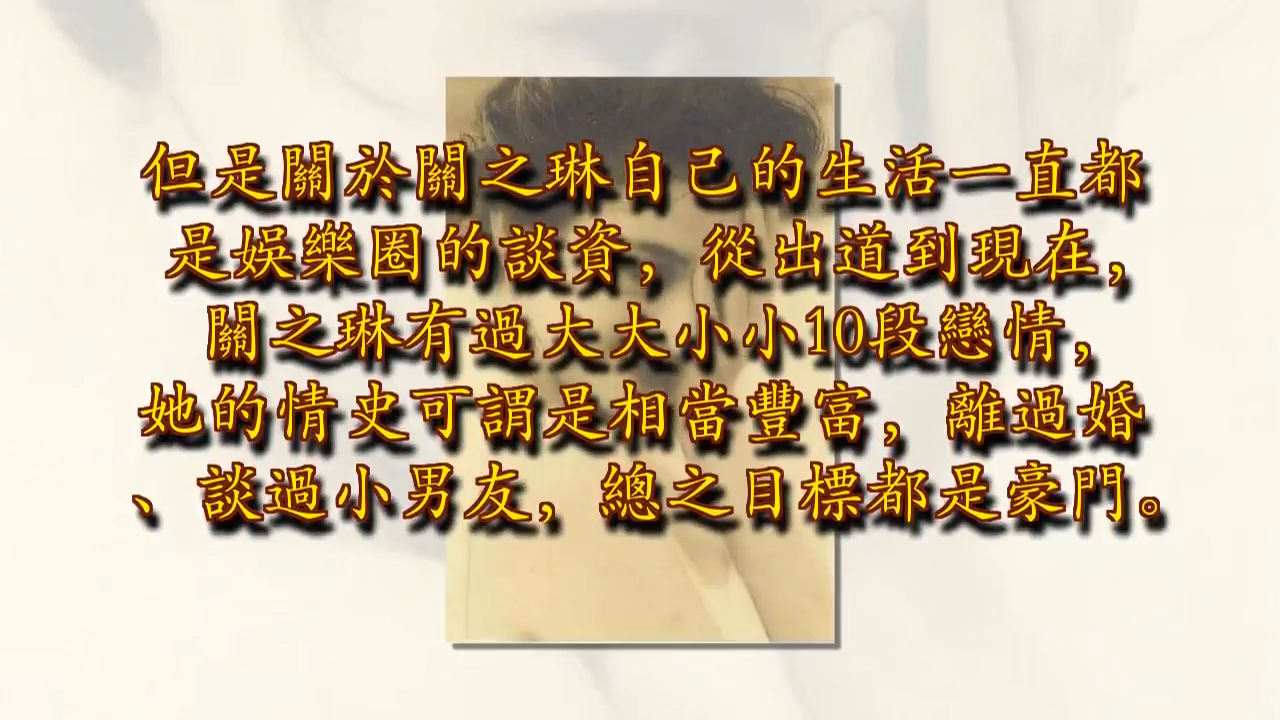 但是關於關之琳自己的生活一直都
是娛樂圈的談資，從出道到現在，
關之琳有過大大小小10段戀情，
她的情史可謂是相當豐富，離過婚
、談過小男友，總之目標都是豪門。